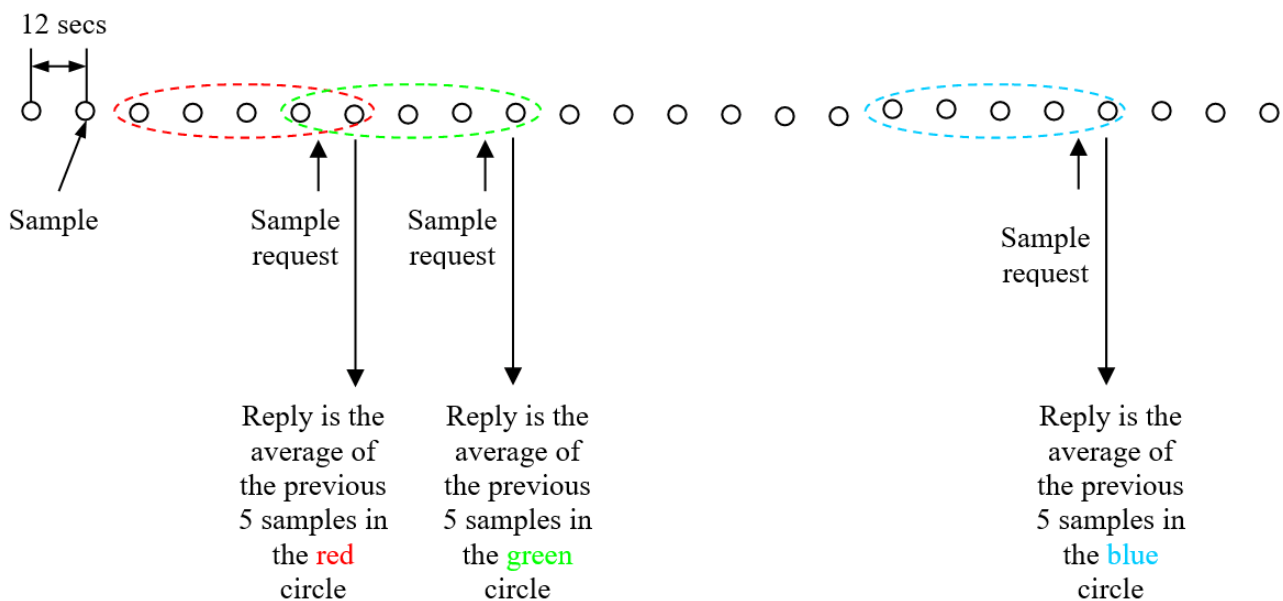 12 secs
Sample
Sample
request
Sample
request
Sample
request
Reply is the
average of
the previous
5 samples in
the red
circle
Reply is the
average of
the previous
5 samples in
the green
circle
Reply is the
average of
the previous
5 samples in
the blue
circle